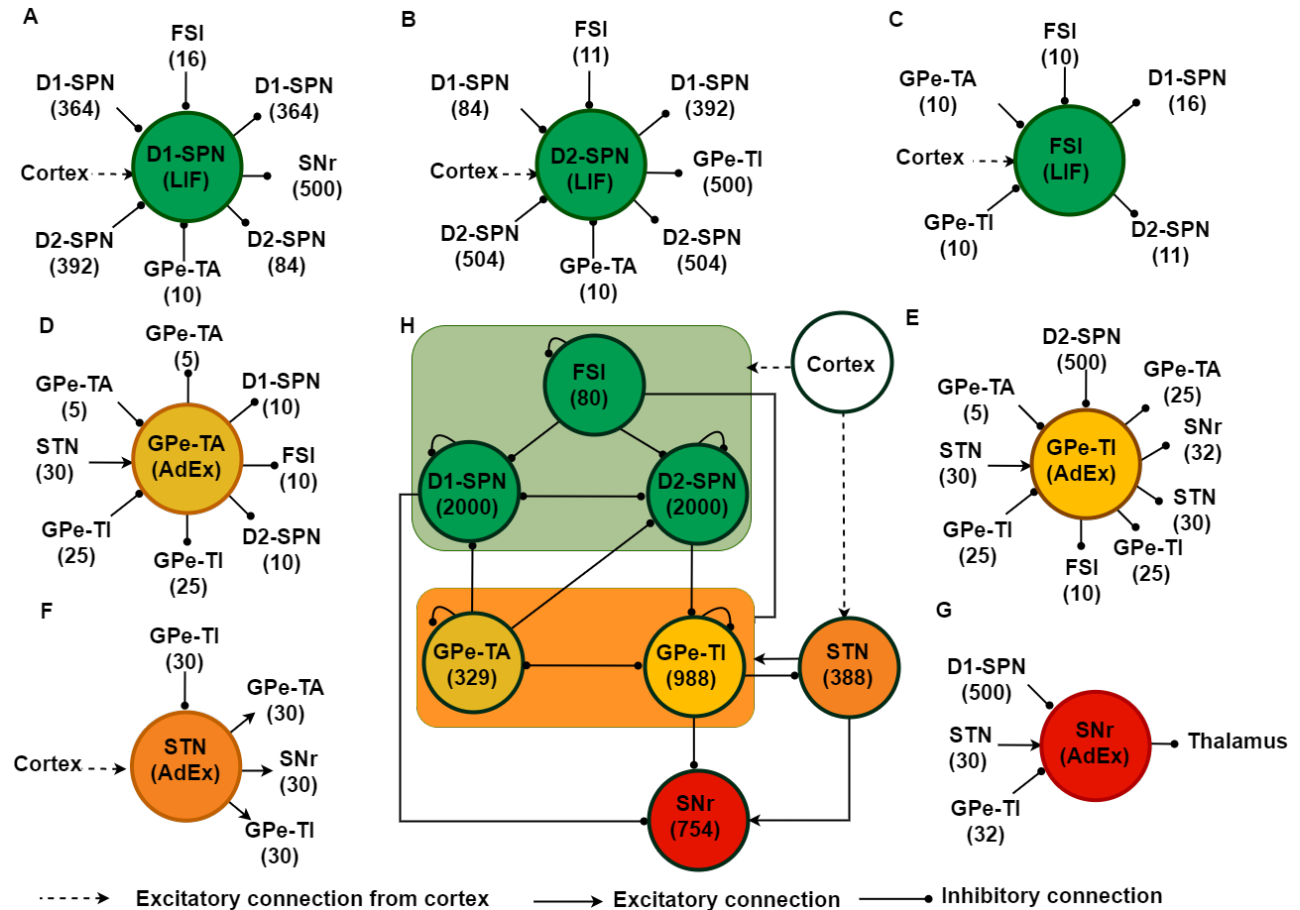 A
FSI
(16)
D1-SPN
(364)
D1-SPN
(364)
Cortex
D1-SPN
(LIF)
SNr
(500)
D2-SPN
(392)
GPe-TA
(10)
D2-SPN
(84)
B
FSI
(11)
D1-SPN
(84)
D1-SPN
(392)
Cortex
D2-SPN
(LIF)
GPe-TI
(500)
D2-SPN
(504)
GPe-TA
(10)
D2-SPN
(504)
C
FSI
(10)
GPe-TA
(10)
D1-SPN
(16)
Cortex
FSI
(LIF)
GPe-TI
(10)
D2-SPN
(11)
D
GPe-TA
(5)
GPe-TA
(5)
D1-SPN
(10)
STN
(30)
GPe-TA
(AdEx)
FSI
(10)
GPe-TI
(25)
GPe-TI
(25)
D2-SPN
(10)
H
FSI
(80)
Cortex
D1-SPN
(2000)
D2-SPN
(2000)
GPe-TA
(329)
GPe-TI
(988)
STN
(388)
SNr
(754)
E
D2-SPN
(500)
GPe-TA
(5)
GPe-TA
(25)
SNr
(32)
STN
(30)
GPe-TI
(AdEx)
STN
(30)
GPe-TI
(25)
FSI
(10)
GPe-TI
(25)
F
GPe-TI
(30)
GPe-TA
(30)
Cortex
STN
(AdEx)
SNr
(30)
GPe-TI
(30)
G
D1-SPN
(500)
STN
(30)
SNr
(AdEx)
Thalamus
GPe-TI
(32)
Excitatory connection from cortex
Excitatory connection
Inhibitory connection